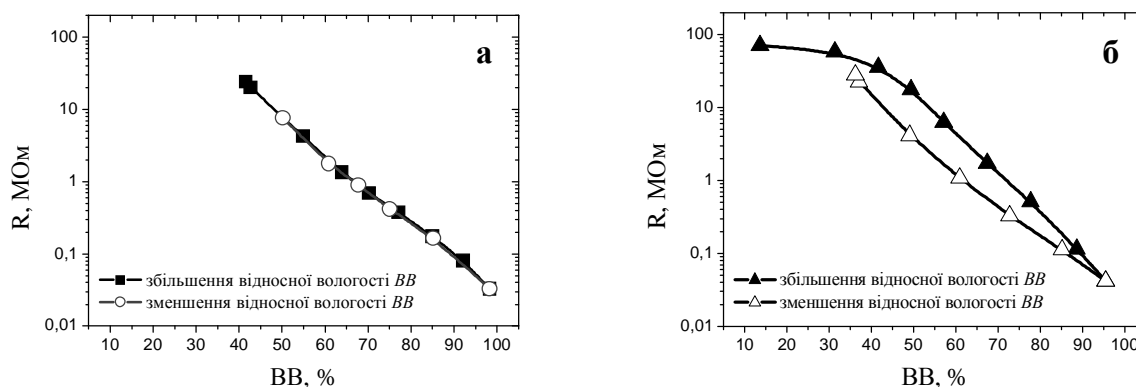 а
100
10
1
0,1
0,01
R, МОм
збільшення відносної вологості ВВ
зменшення відносної вологості ВВ
10 20 30 40 50 60 70 80 90 100
ВВ, %
б
100
10
1
0,1
0,01
R, МОм
збільшення відносної вологості ВВ
зменшення відносної вологості ВВ
10 20 30 40 50 60 70 80 90 100
ВВ, %